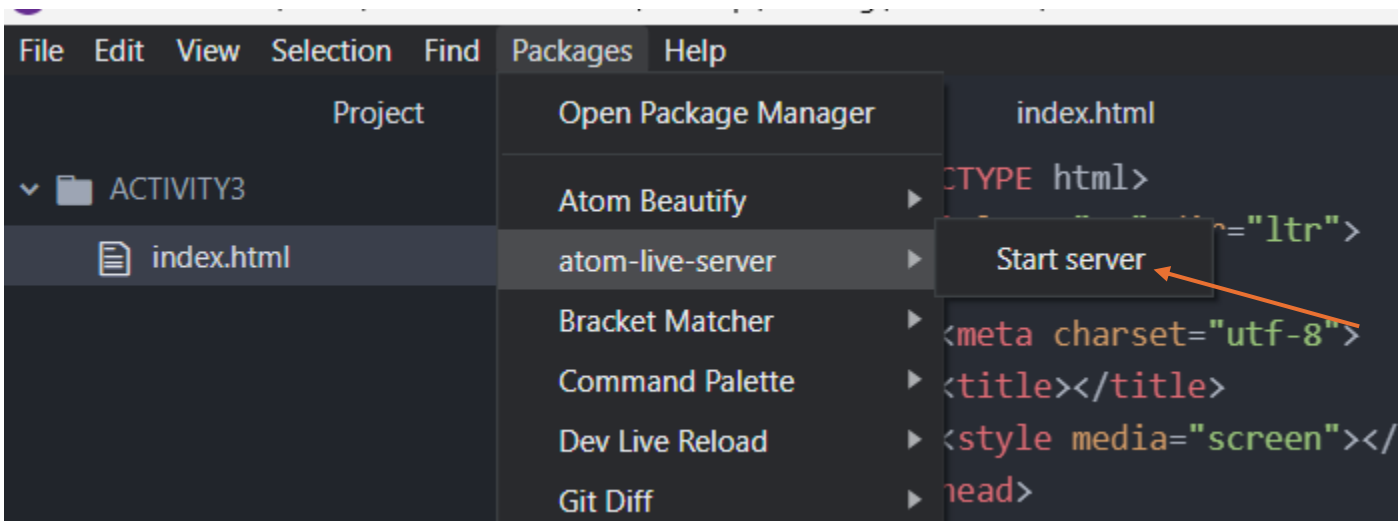 File Edit View Selection Find Packages Help
Project
Open Package Manager
index.html
ACTIVITY3
Atom Beautify
CTYPE html>
="ltr">
index.html
atom-live-server
Start server
Bracket Matcher
<meta charset="utf-8">
Command Palette
<title></title>
Dev Live Reload
<style media="screen"></
Git Diff
head>